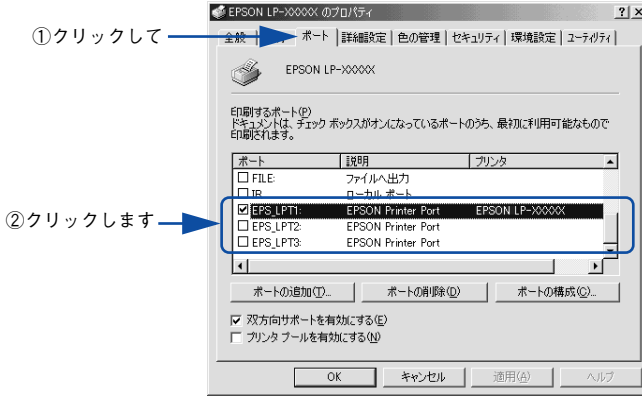 EPSON LP-XXXXX のプロパティ
①クリックして
全般
ポート
詳細設定
色の管理
セキュリティ
環境設定
ユーティリティ
EPSON LP-XXXXX
印刷するポート(P)
ドキュメントは、チェック ボックスがオンになっているポートのうち、最初に利用可能なもので
印刷されます。
ポート 説明 プリンタ
FILE: ファイルへ出力
IR ローカル ポート
②クリックします
EPS_LPT1: EPSON Printer Port EPSON LP-XXXXX
EPS_LPT2: EPSON Printer Port
EPS_LPT3: EPSON Printer Port
ポートの追加(T)... ポートの削除(D) ポートの構成(C)...
双方向サポートを有効にする(E)
プリンタ プールを有効にする(N)
OK キャンセル 適用(A) ヘルプ